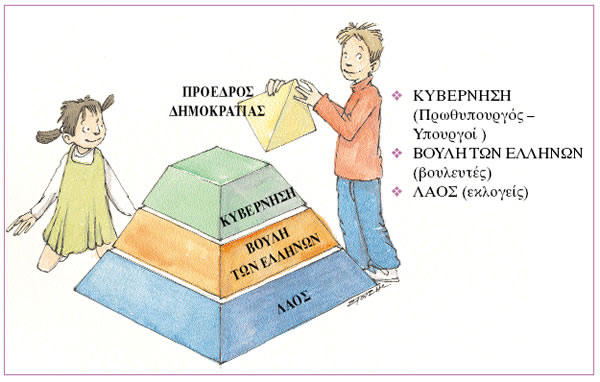 ΠΡΟΕΔΡΟΣ
ΔΗΜΟΚΡΑΤΙΑΣ
ΚΥΒΕΡΝΗΣΗ
ΒΟΥΛΗ
ΤΩΝ ΕΛΛΗΝΩΝ
ΛΑΟΣ
❖ ΚΥΒΕΡΝΗΣΗ
(Πρωθυπουργός –
Υπουργοί )
❖ ΒΟΥΛΗ ΤΩΝ ΕΛΛΗΝΩΝ
(βουλευτές)
❖ ΛΑΟΣ (εκλογείς)